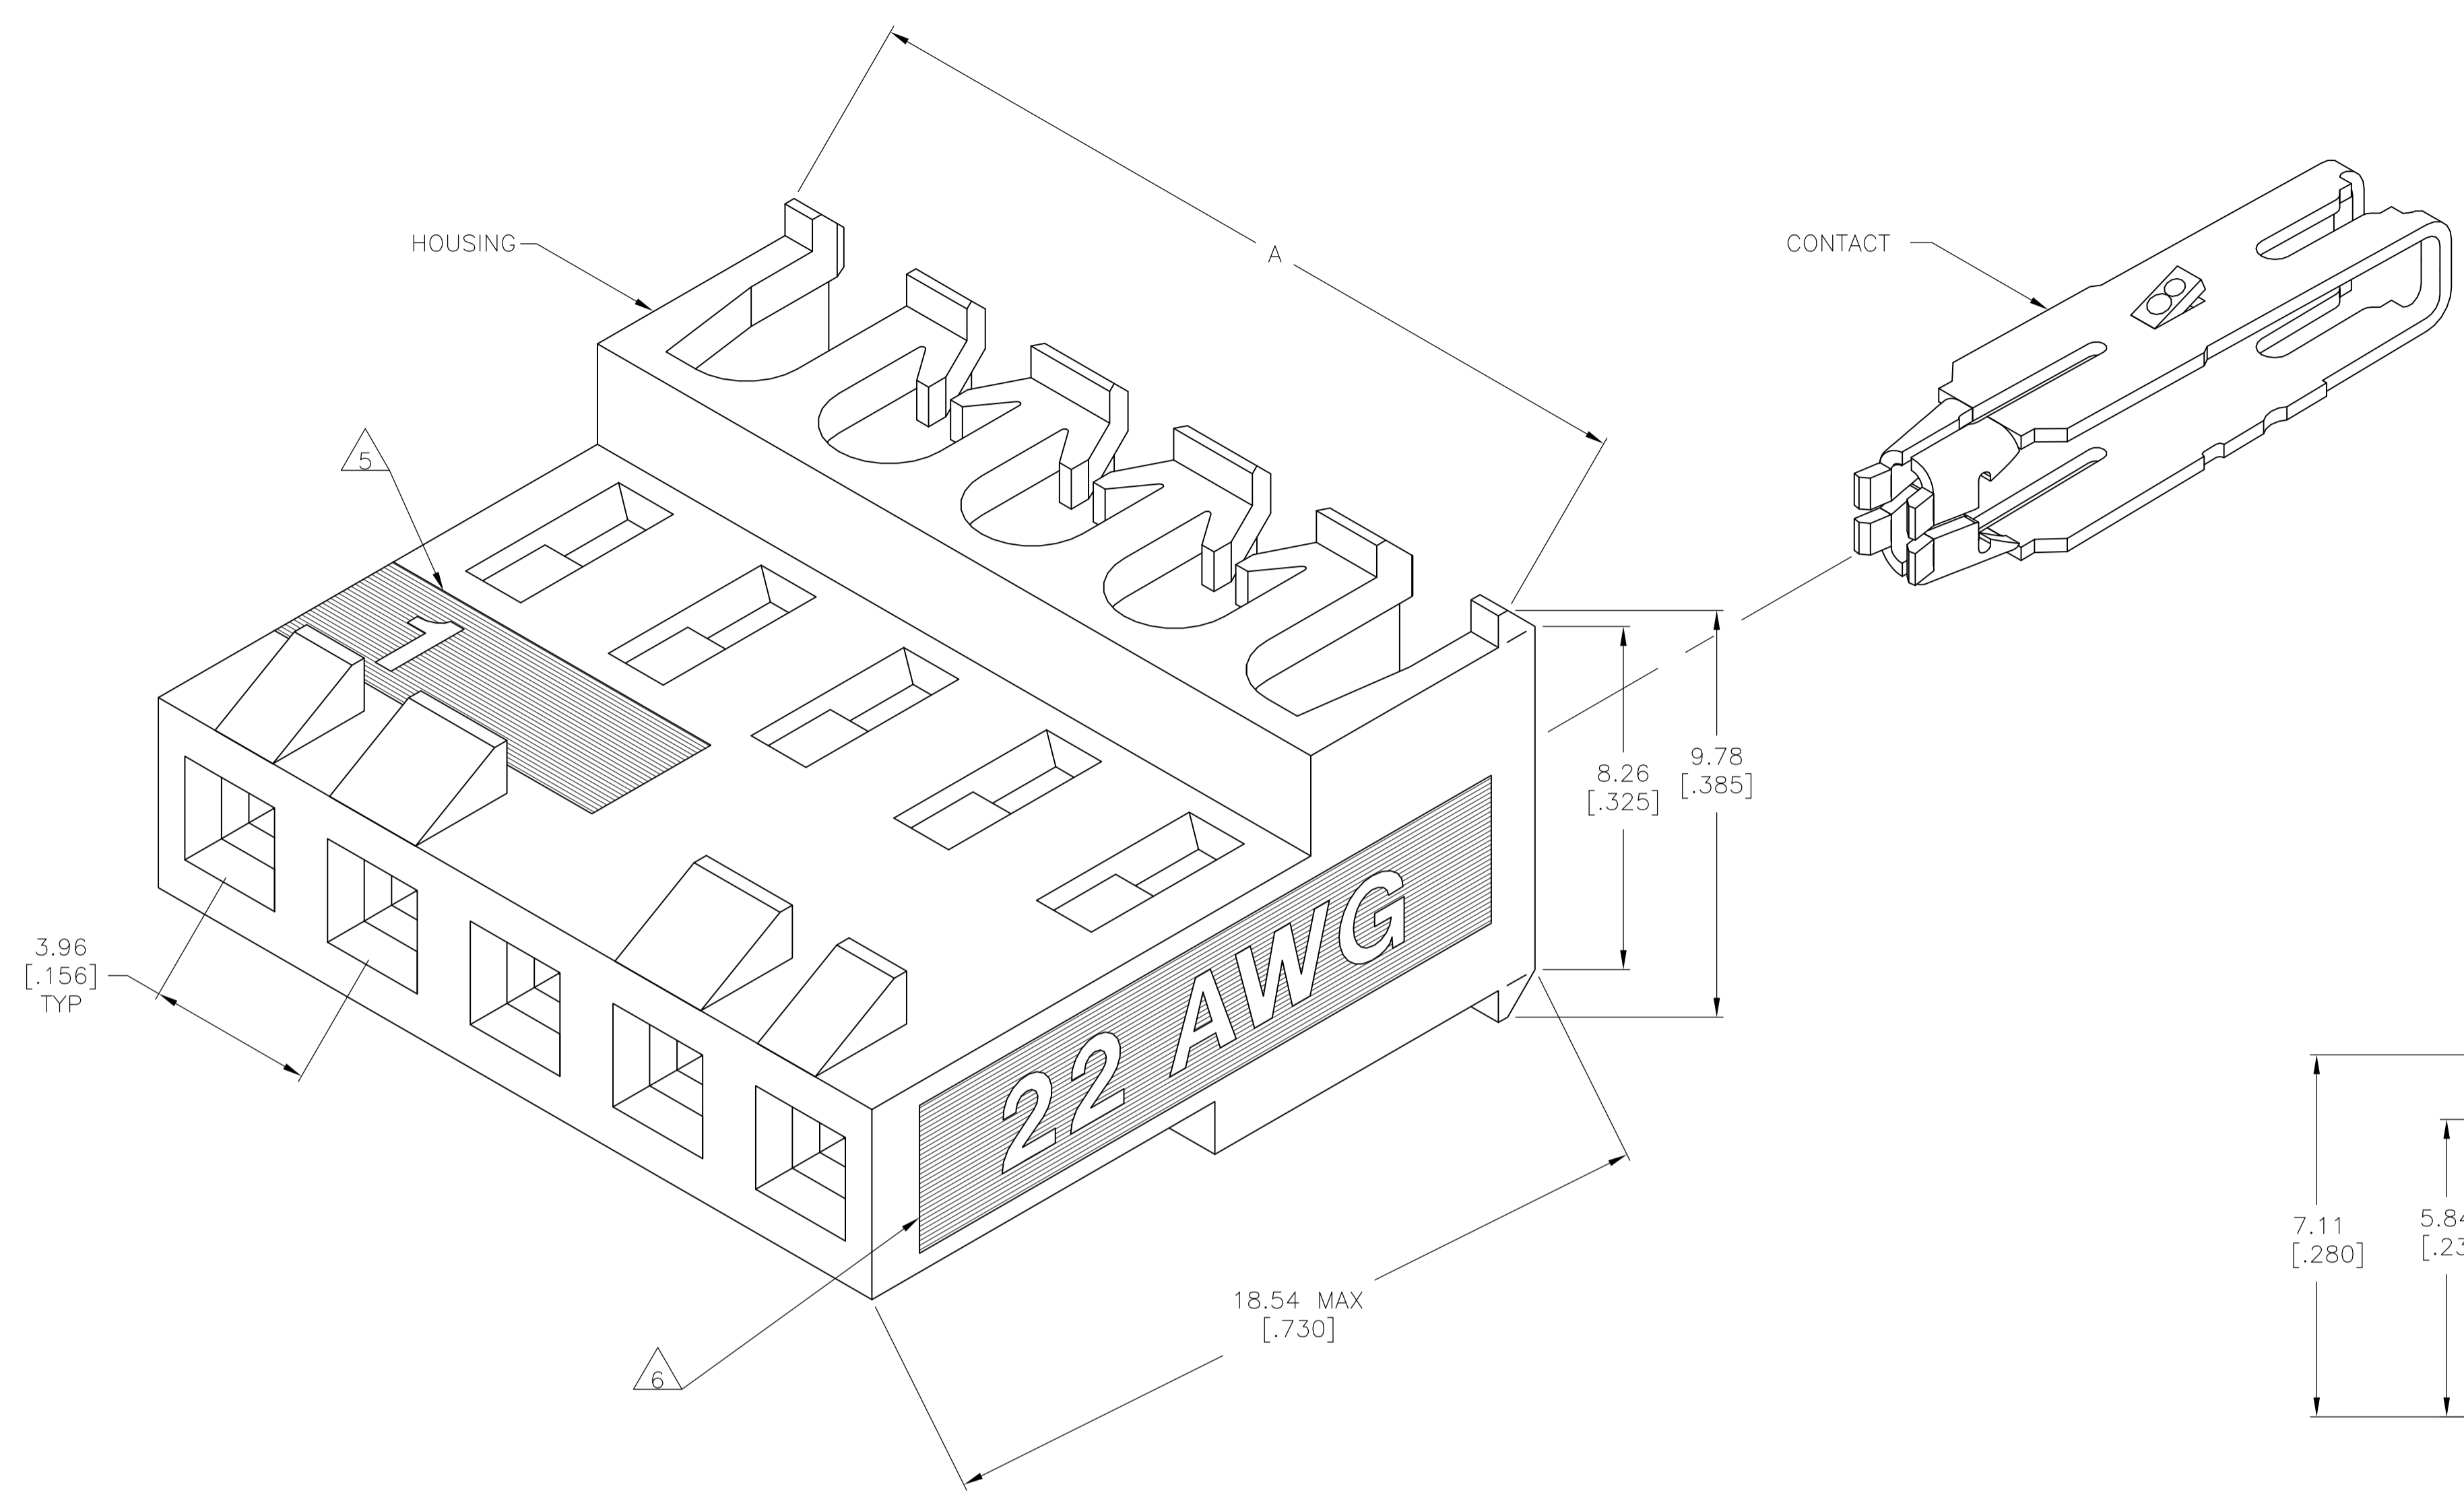 HOUSING
A
CONTACT
5
1
8.26
[.325]
9.78
[.385]
3.96
[.156]
TYP
22 AWG
7.11
[.280]
18.54 MAX
[.730]
6